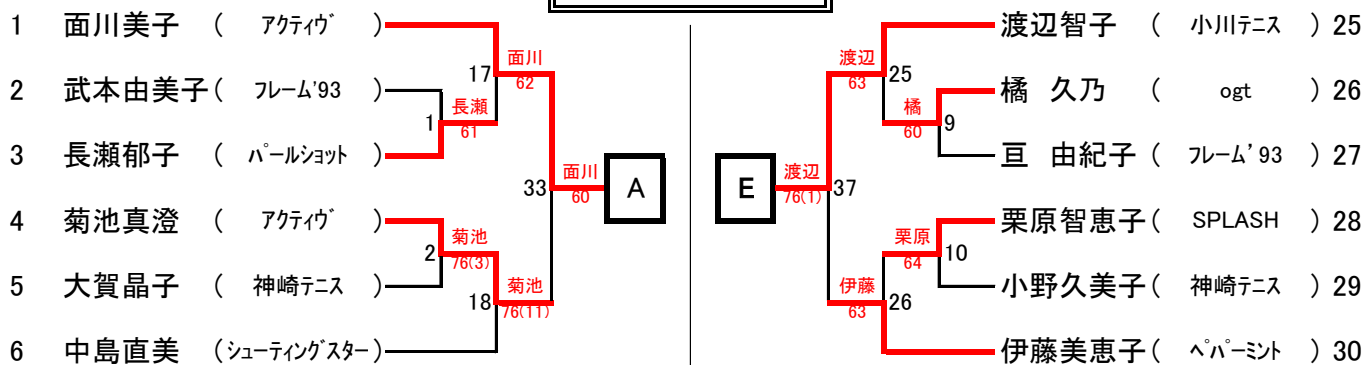 1 面川美子 ( アクティヴ )
面川
17
62
2 武本由美子( フレーム'93 )
長瀬
1
61
3 長瀬郁子 ( パールショット )
面川
33
60
A
4 菊池真澄 ( アクティヴ )
菊池
2
76(3)
菊池
5 大賀晶子 ( 神崎テニス )
18
76(11)
6 中島直美 (シューティングスター)
渡辺智子 ( 小川テニス ) 25
渡辺
25
63
橘 久乃 ( ogt ) 26
橘
9
60
亘 由紀子 ( フレーム’93 ) 27
E
渡辺
37
76(1)
栗原智恵子( SPLASH ) 28
栗原
10
64
伊藤
小野久美子( 神崎テニス ) 29
26
63
伊藤美恵子( ペパーミント ) 30